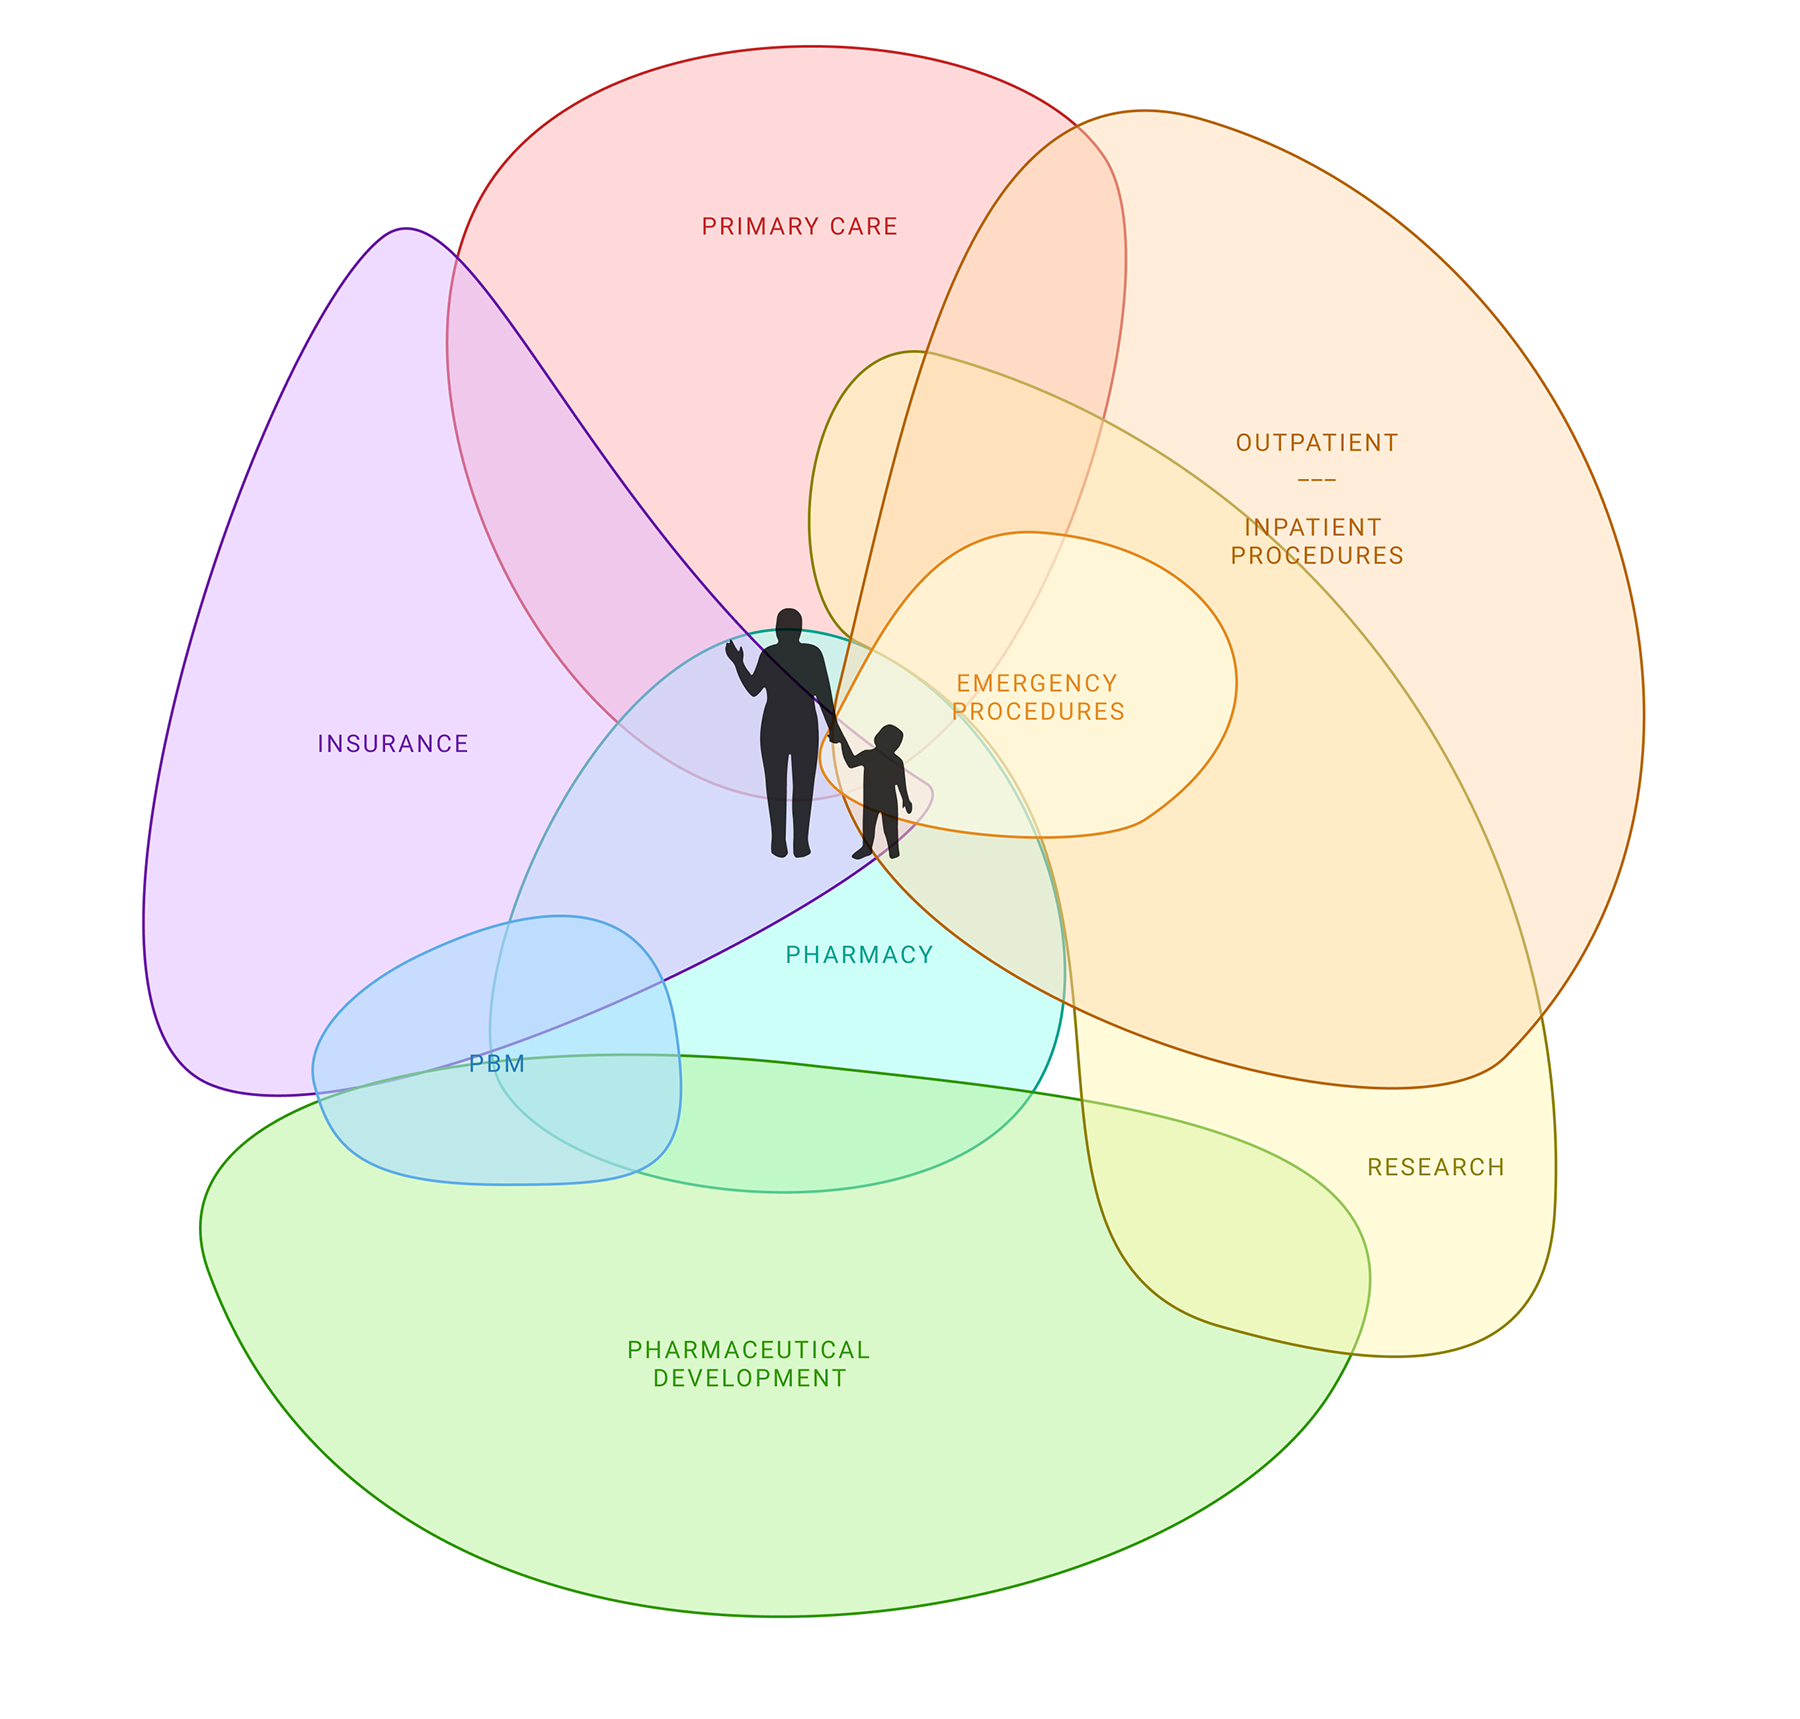 PRIMARY CARE
OUTPATIENT
———
INPATIENT
PROCEDURES
EMERGENCY
PROCEDURES
INSURANCE
PHARMACY
PBM
RESEARCH
PHARMACEUTICAL
DEVELOPMENT